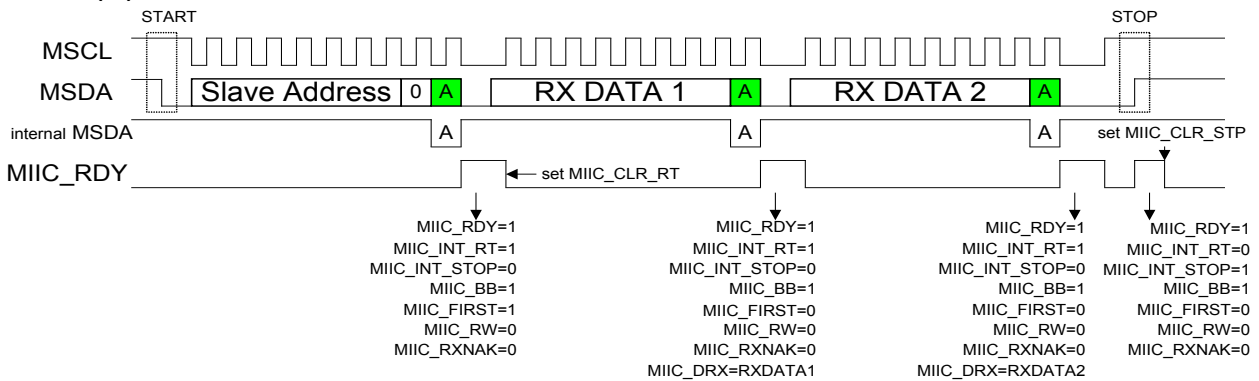 START
STOP
MSCL
MSDA
Slave Address 0 A RX DATA 1 A RX DATA 2 A
internal MSDA A A A
set MIIC_CLR_STP
MIIC_RDY
set MIIC_CLR_RT
MIIC_RDY=1
MIIC_INT_RT=1
MIIC_INT_STOP=0
MIIC_BB=1
MIIC_FIRST=1
MIIC_RW=0
MIIC_RXNAK=0
MIIC_RDY=1
MIIC_INT_RT=1
MIIC_INT_STOP=0
MIIC_BB=1
MIIC_FIRST=0
MIIC_RW=0
MIIC_RXNAK=0
MIIC_DRX=RXDATA1
MIIC_RDY=1
MIIC_INT_RT=1
MIIC_INT_STOP=0
MIIC_BB=1
MIIC_FIRST=0
MIIC_RW=0
MIIC_RXNAK=0
MIIC_DRX=RXDATA2
MIIC_RDY=1
MIIC_INT_RT=0
MIIC_INT_STOP=1
MIIC_BB=1
MIIC_FIRST=0
MIIC_RW=0
MIIC_RXNAK=0